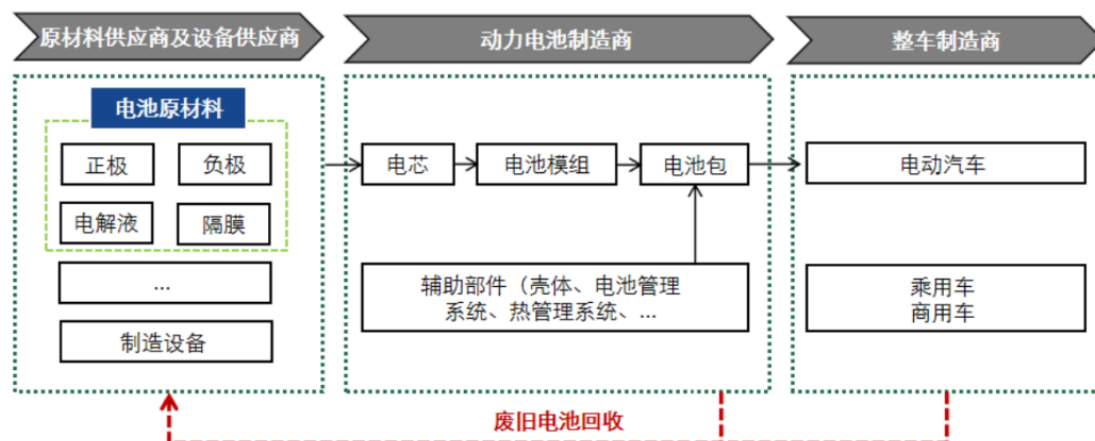 原材料供应商及设备供应商
动力电池制造商
整车制造商
电池原材料
正极
负极
电解液
隔膜
...
制造设备
电芯
电池模组
电池包
辅助部件（壳体、电池管理
系统、热管理系统、...
电动汽车
乘用车
商用车
废旧电池回收